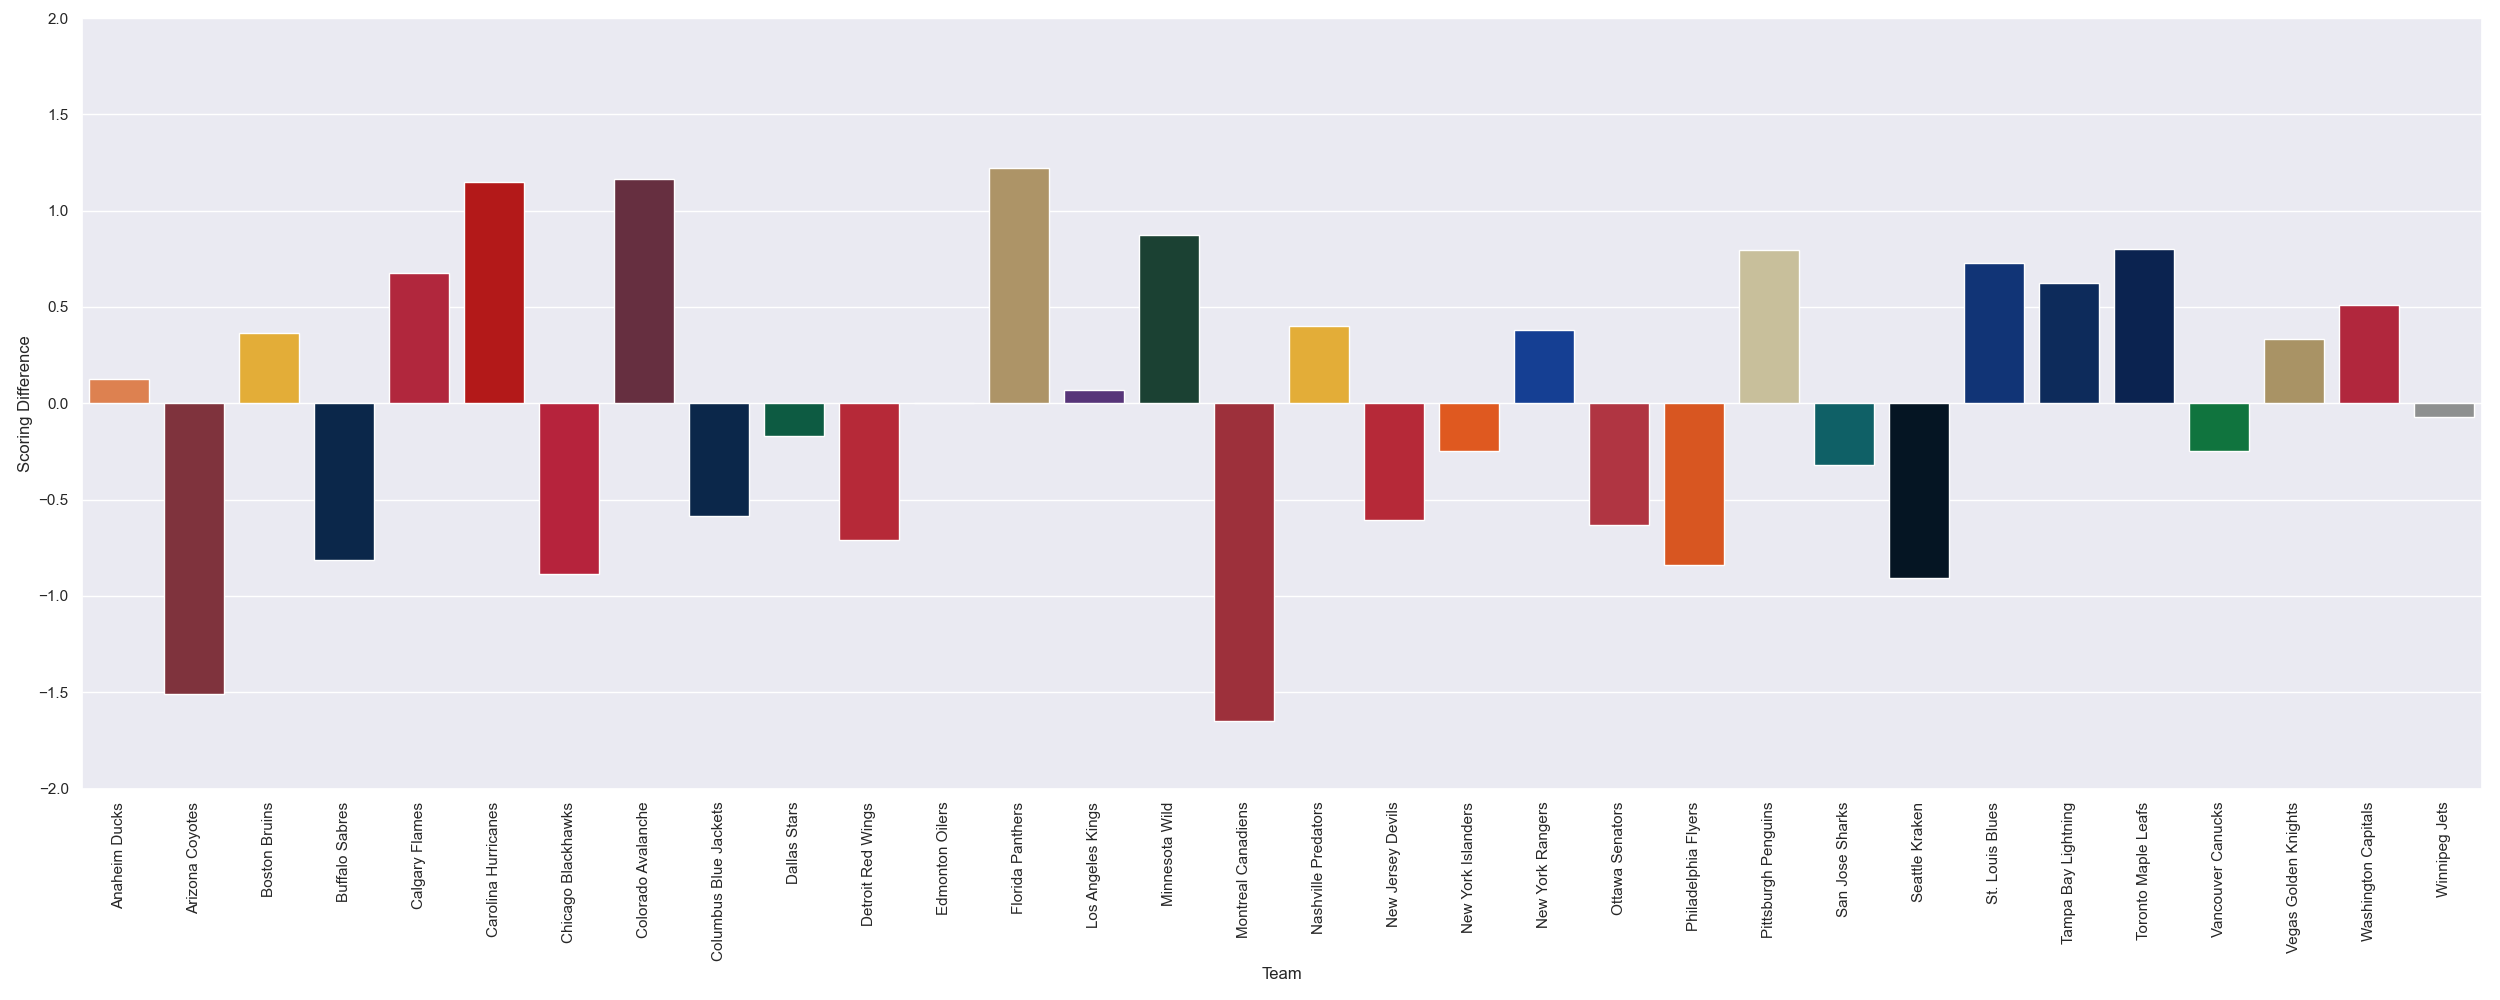 2.0
1.5
1.0
0.5
0.0
−0.5
−1.0
−1.5
−2.0
Scoring Difference
Anaheim Ducks
Arizona Coyotes
Boston Bruins
Buffalo Sabres
Calgary Flames
Carolina Hurricanes
Chicago Blackhawks
Colorado Avalanche
Columbus Blue Jackets
Dallas Stars
Detroit Red Wings
Edmonton Oilers
Florida Panthers
Los Angeles Kings
Minnesota Wild
Montreal Canadiens
Nashville Predators
New Jersey Devils
New York Islanders
New York Rangers
Ottawa Senators
Philadelphia Flyers
Pittsburgh Penguins
San Jose Sharks
Seattle Kraken
St. Louis Blues
Tampa Bay Lightning
Toronto Maple Leafs
Vancouver Canucks
Vegas Golden Knights
Washington Capitals
Winnipeg Jets
Team